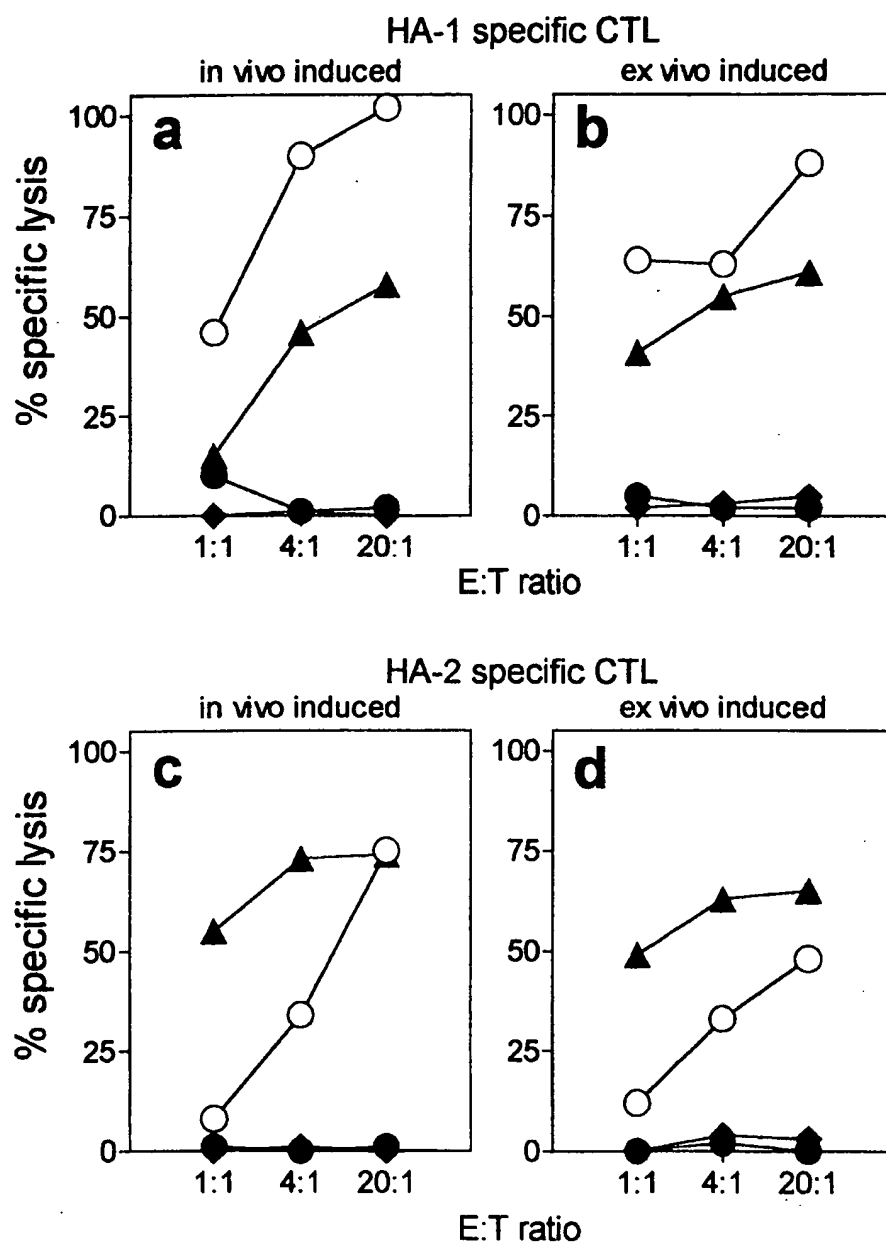 HA-1 specific CTL
in vivo induced
ex vivo induced
a
b
% specific lysis
100
75
50
25
0
1:1 4:1 20:1
100
75
50
25
0
1:1 4:1 20:1
E:T ratio
HA-2 specific CTL
in vivo induced
ex vivo induced
c
d
% specific lysis
100
75
50
25
0
1:1 4:1 20:1
100
75
50
25
0
1:1 4:1 20:1
E:T ratio